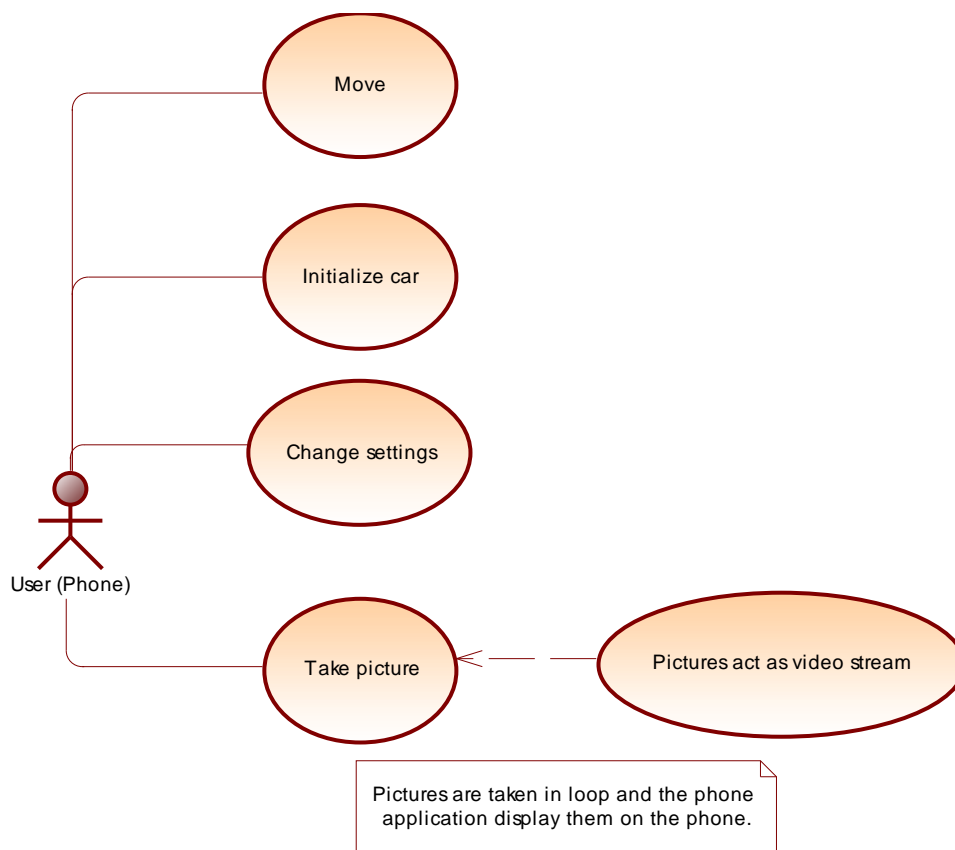 Move
Initialize car
Change settings
User (Phone)
Take picture
Pictures act as video stream
Pictures are taken in loop and the phone
application display them on the phone.